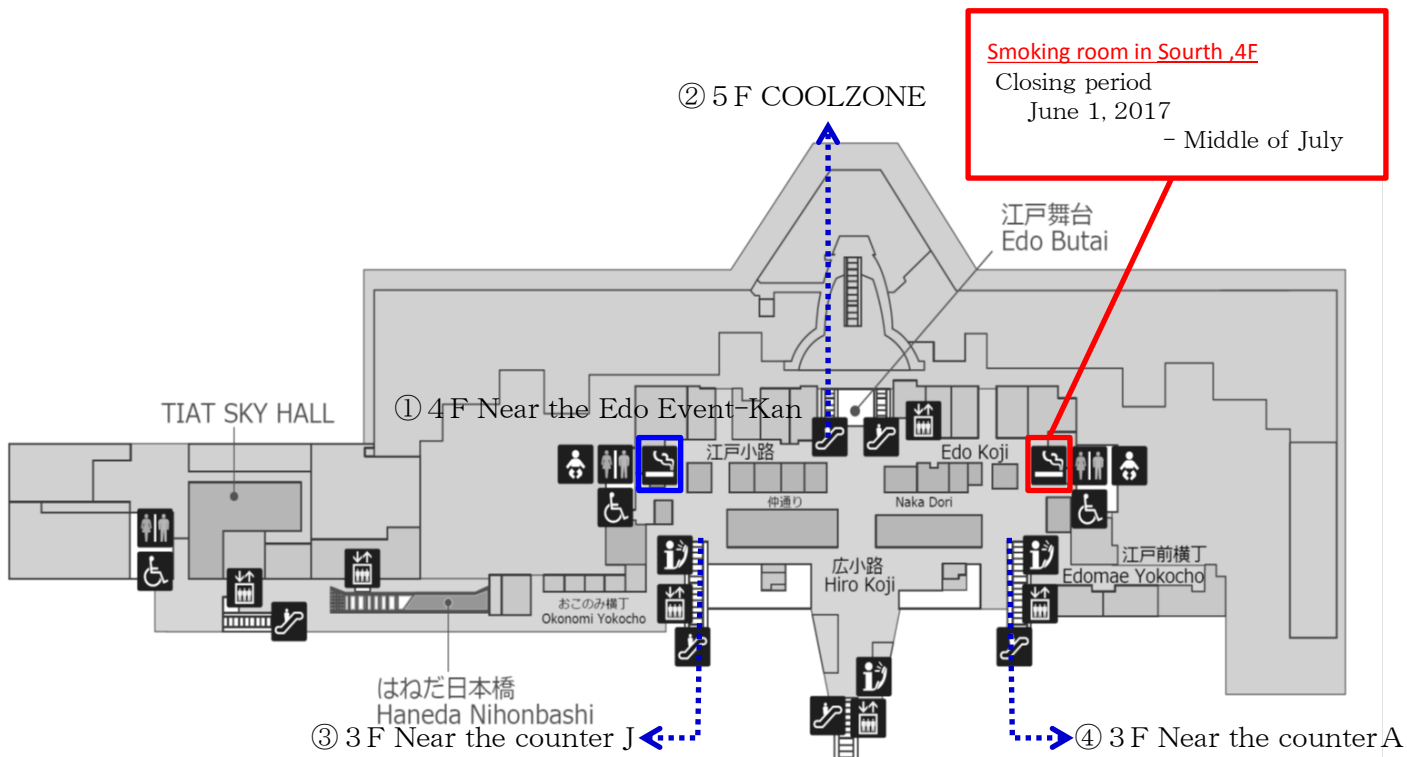 Smoking room in Sourth ,4F
Closing period
June 1, 2017
- Middle of July
② 5F COOLZONE
江戸舞台
Edo Butai
TIAT SKY HALL
① 4F Near the Edo Event-Kan
江戸小路
Edo Koji
仲通り
Naka Dori
広小路
Hiro Koji
江戸前横丁
Edomae Yokocho
おこのみ横丁
Okonomi Yokocho
はねだ日本橋
Haneda Nihonbashi
③ 3F Near the counter J
④ 3F Near the counter A